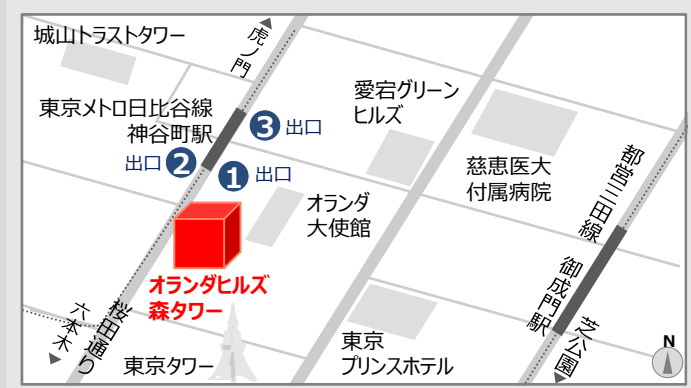 城山トラストタワー
虎ノ門
東京メトロ日比谷線
神谷町駅
3 出口
出口 2
1 出口
愛宕グリーン
ヒルズ
慈恵医大
付属病院
都営三田線
御成門駅
芝公園
オランダ
大使館
オランダヒルズ
森タワー
桜田通り
六本木
東京タワー
東京
プリンスホテル
N